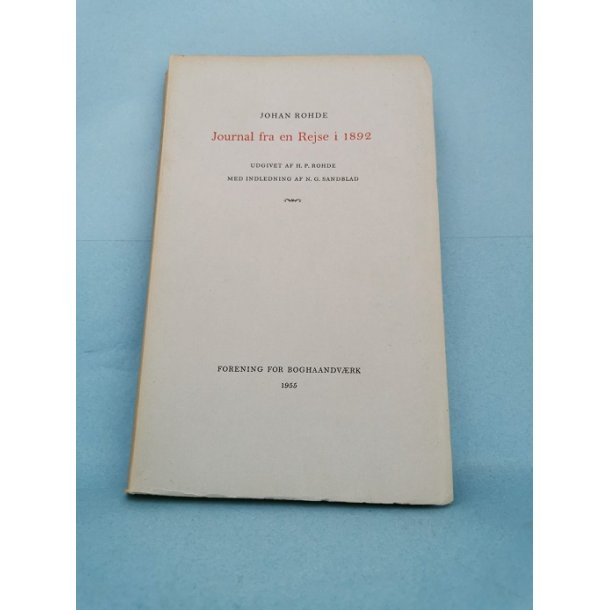 JOHAN ROHDE
Journal fra en Rejse i 1892
UDGIVET AF H. P. ROHDE
MED INDLEDNING AF N. G. SANDBLAD
FORENING FOR BOGHAANDVÆRK
1955